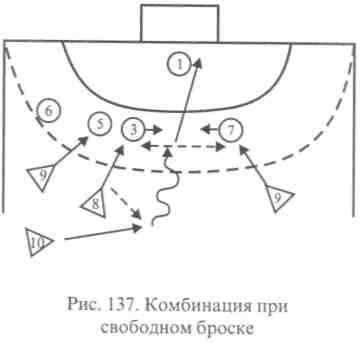 1
6 5 3 7
9 8 9
10
Рис. 137. Комбинация при
свободном броске